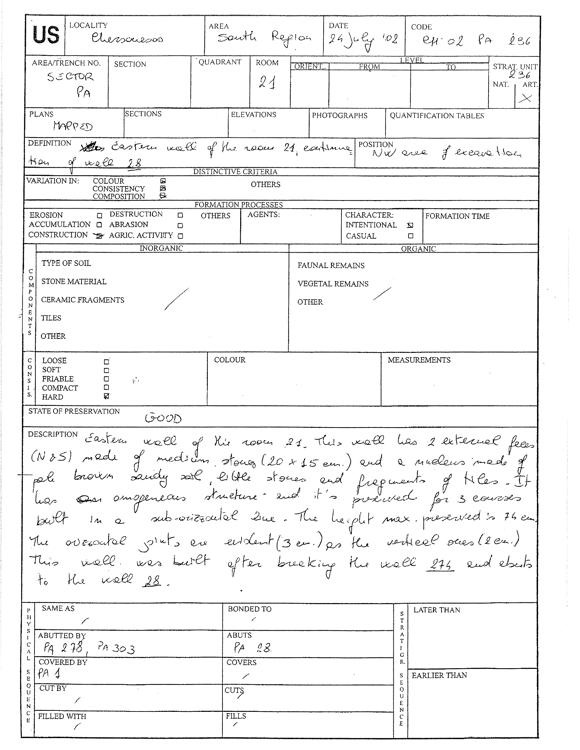 US
LOCALITY
Chersonesos
AREA
South Region
DATE
24 July '02
CODE
CH. 02 PA 236
AREA/TRENCH NO.
SECTOR
PA
SECTION
QUADRANT
ROOM
21
LEVEL
ORIENT. FROM TO
STRAT. UNIT
236
NAT. ART.
X
PLANS
MAPPED
SECTIONS
ELEVATIONS
PHOTOGRAPHS
QUANTIFICATION TABLES
DEFINITION Eastern wall of the room 21, continua-
tion of wall 28
POSITION
NW area of excavation
DISTINCTIVE CRITERIA
VARIATION IN: COLOUR
CONSISTENCY
COMPOSITION
OTHERS
FORMATION PROCESSES
EROSION DESTRUCTION OTHERS
ACCUMULATION ABRASION
CONSTRUCTION AGRIC. ACTIVITY
AGENTS:
CHARACTER:
INTENTIONAL
CASUAL
FORMATION TIME
COMPONENTS
INORGANIC
TYPE OF SOIL
STONE MATERIAL
CERAMIC FRAGMENTS
TILES
OTHER
ORGANIC
FAUNAL REMAINS
VEGETAL REMAINS
OTHER
CONSIS.
LOOSE
SOFT
FRIABLE
COMPACT
HARD
COLOUR
MEASUREMENTS
STATE OF PRESERVATION GOOD
DESCRIPTION Eastern wall of the room 21. This wall has 2 external faces
(N & S) made of medium stones (20 x 15 cm.) and a nucleus made of
pale brown sandy soil, little stones and fragments of tiles. It
has omogeneous structure and it's preserved for 3 courses
built in a sub-orizontal line. The height max. preserved is 74 cm.
The orizontal joints are evident (3 cm.) as the vertical ones (2 cm.)
This wall was built after breaking the wall 274 and abuts
to the wall 28.
PHYSICAL SEQUENCE
SAME AS
BONDED TO
ABUTTED BY
PA 278, PA 303
ABUTS
PA 28
COVERED BY
PA 1
COVERS
CUT BY
CUTS
FILLED WITH
FILLS
STRATIGR. SEQUENCE
LATER THAN
EARLIER THAN